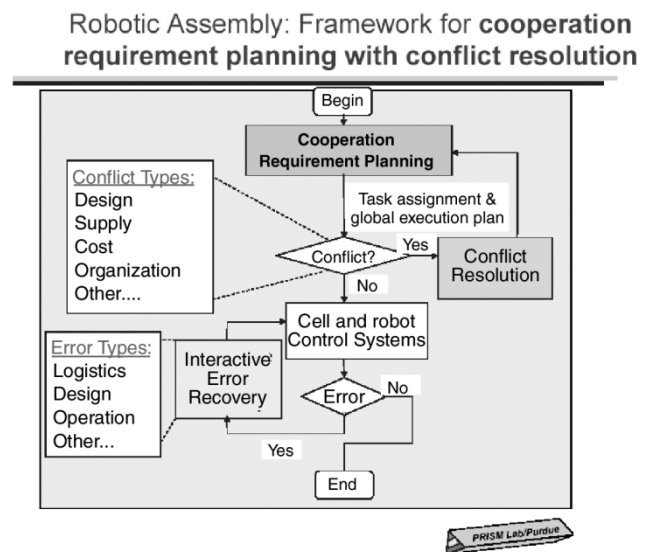 Robotic Assembly: Framework for cooperation
requirement planning with conflict resolution
Begin
Cooperation
Requirement Planning
Conflict Types:
Design
Supply
Cost
Organization
Other....
Task assignment &
global execution plan
Conflict?
Yes
Conflict
Resolution
No
Cell and robot
Control Systems
Error Types:
Logistics
Design
Operation
Other...
Interactive
Error
Recovery
Error
No
Yes
End
PRISM Lab/Purdue